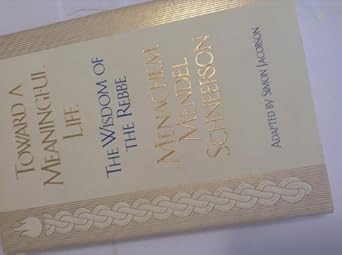 TOWARD A
MEANINGFUL
LIFE
THE WISDOM OF
THE REBBE
MENACHEM
MENDEL
SCHNEERSON
ADAPTED BY SIMON JACOBSON